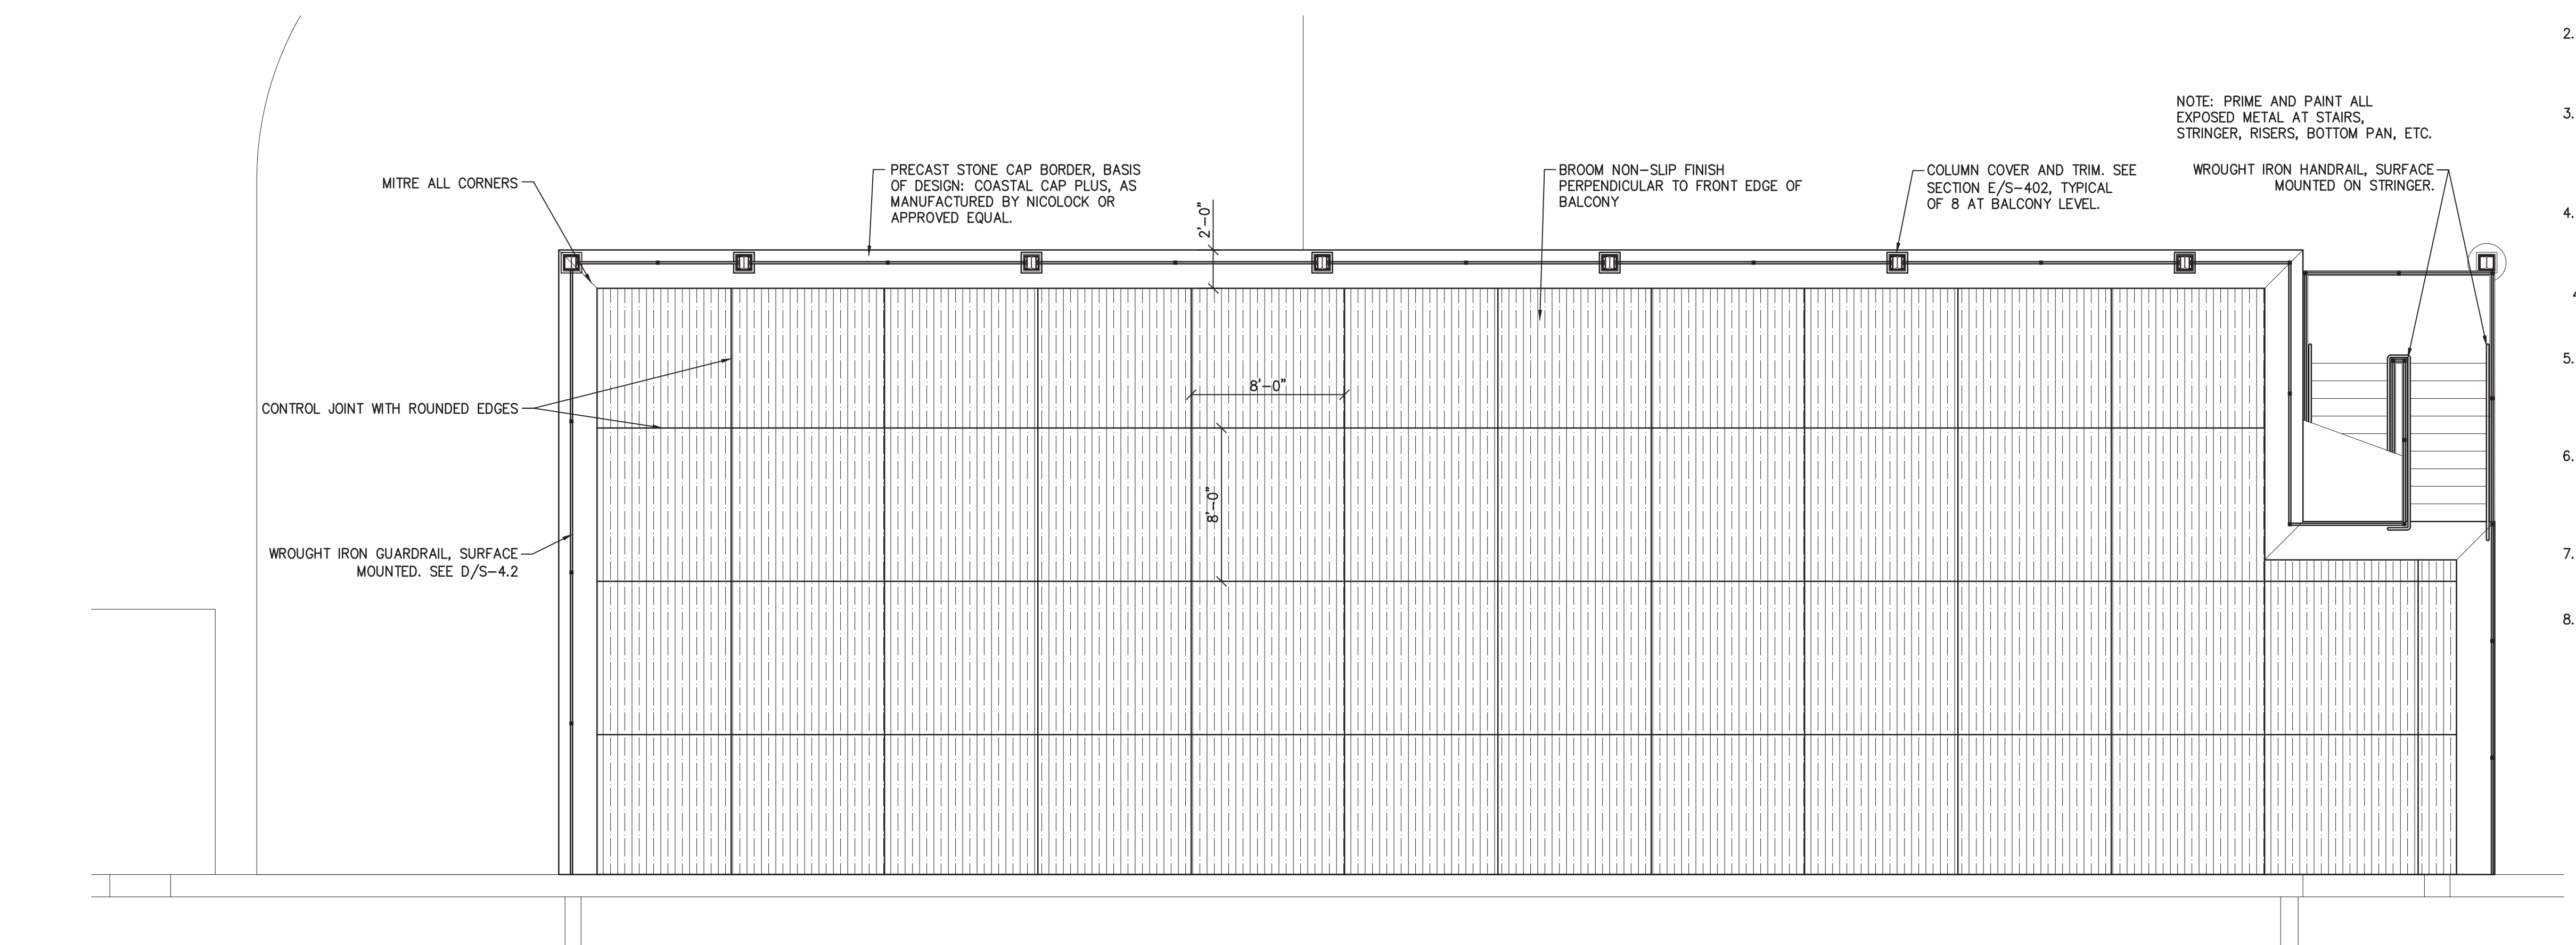 2.
NOTE: PRIME AND PAINT ALL
EXPOSED METAL AT STAIRS,
STRINGER, RISERS, BOTTOM PAN, ETC.
3.
MITRE ALL CORNERS
PRECAST STONE CAP BORDER, BASIS
OF DESIGN: COASTAL CAP PLUS, AS
MANUFACTURED BY NICOLOCK OR
APPROVED EQUAL.
2'-0"
BROOM NON-SLIP FINISH
PERPENDICULAR TO FRONT EDGE OF
BALCONY
COLUMN COVER AND TRIM. SEE
SECTION E/S-402, TYPICAL
OF 8 AT BALCONY LEVEL.
WROUGHT IRON HANDRAIL, SURFACE
MOUNTED ON STRINGER.
4.
5.
8'-0"
CONTROL JOINT WITH ROUNDED EDGES
6.
8'-0"
WROUGHT IRON GUARDRAIL, SURFACE
MOUNTED. SEE D/S-4.2
7.
8.